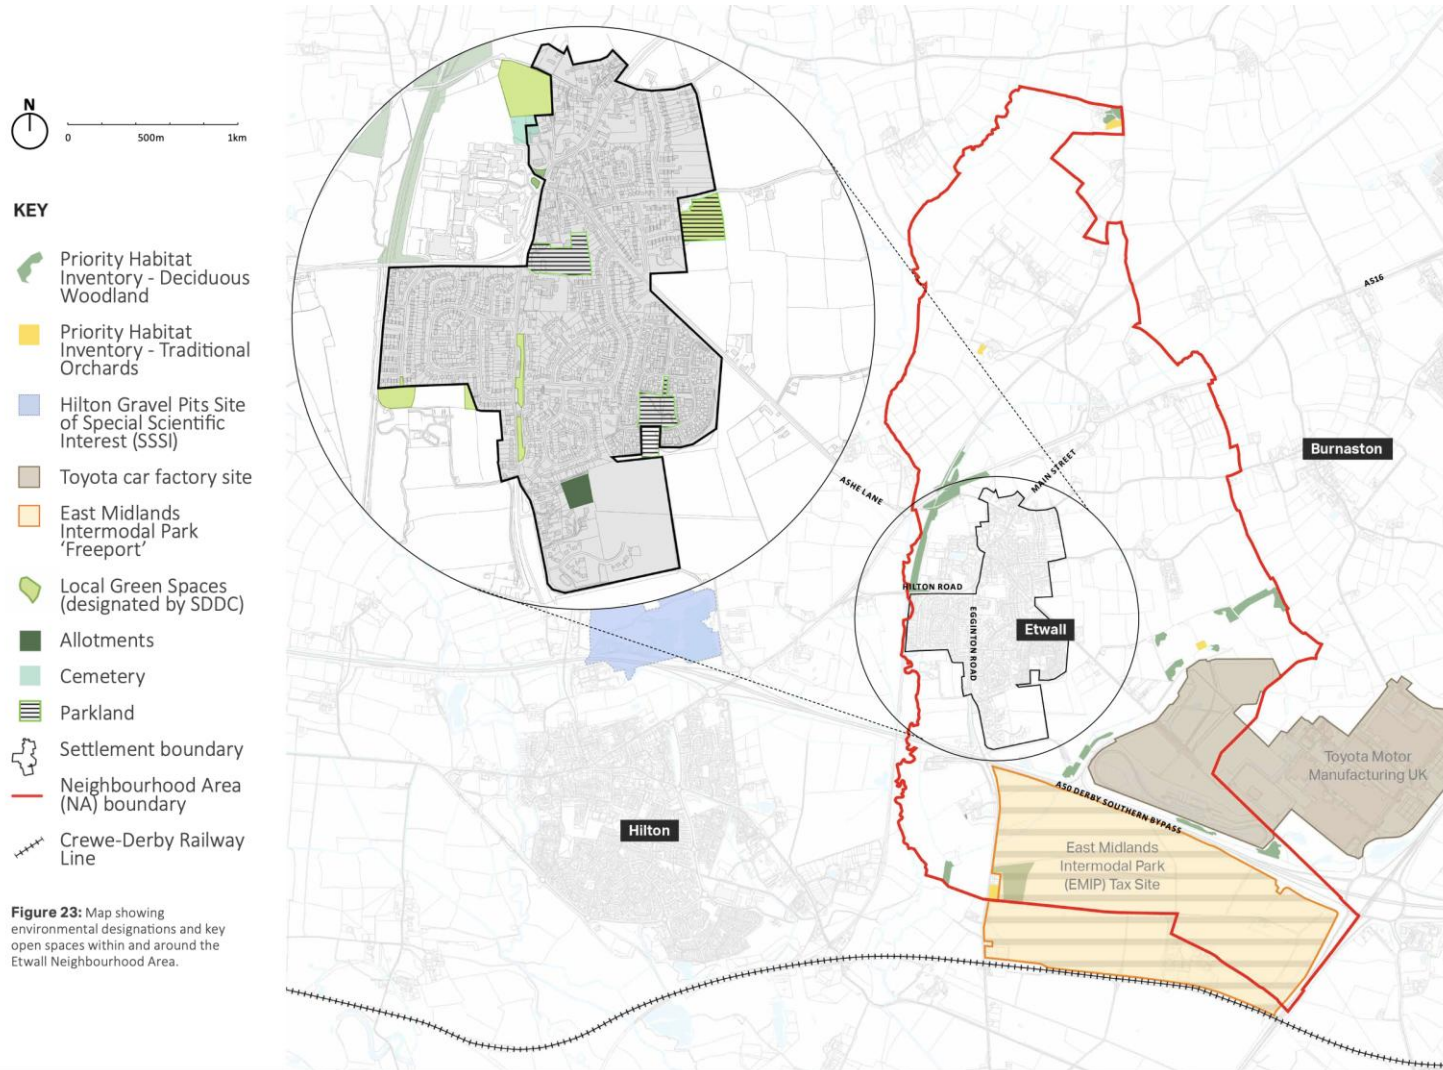 N
0 500m 1km
KEY
Priority Habitat
Inventory - Deciduous
Woodland
Priority Habitat
Inventory - Traditional
Orchards
Hilton Gravel Pits Site
of Special Scientific
Interest (SSSI)
Toyota car factory site
East Midlands
Intermodal Park
‘Freeport’
Local Green Spaces
(designated by SDDC)
Allotments
Cemetery
Parkland
Settlement boundary
Neighbourhood Area
(NA) boundary
Crewe-Derby Railway
Line
Figure 23: Map showing
environmental designations and key
open spaces within and around the
Etwall Neighbourhood Area.
A516
Burnaston
MAIN STREET
ASHE LANE
HILTON ROAD
EGGINTON ROAD
Etwall
Toyota Motor
Manufacturing UK
A50 DERBY SOUTHERN BYPASS
Hilton
East Midlands
Intermodal Park
(EMIP) Tax Site